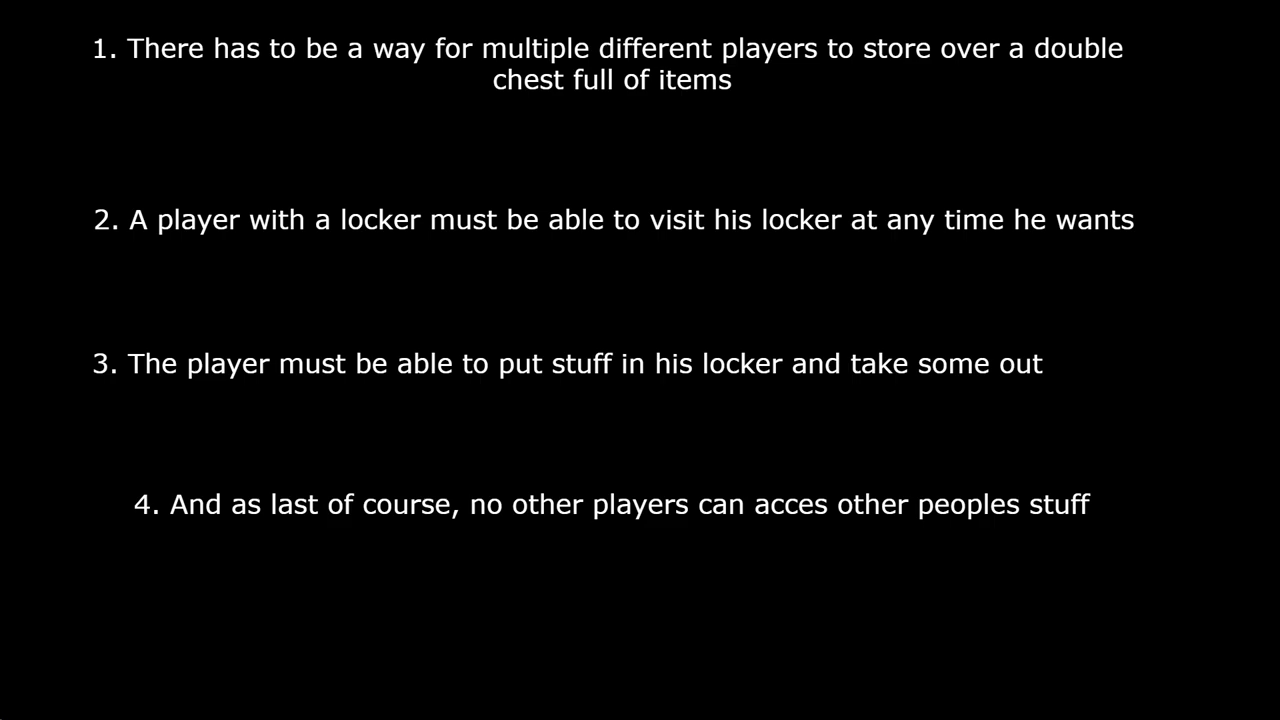 1. There has to be a way for multiple different players to store over a double
chest full of items
2. A player with a locker must be able to visit his locker at any time he wants
3. The player must be able to put stuff in his locker and take some out
4. And as last of course, no other players can acces other peoples stuff